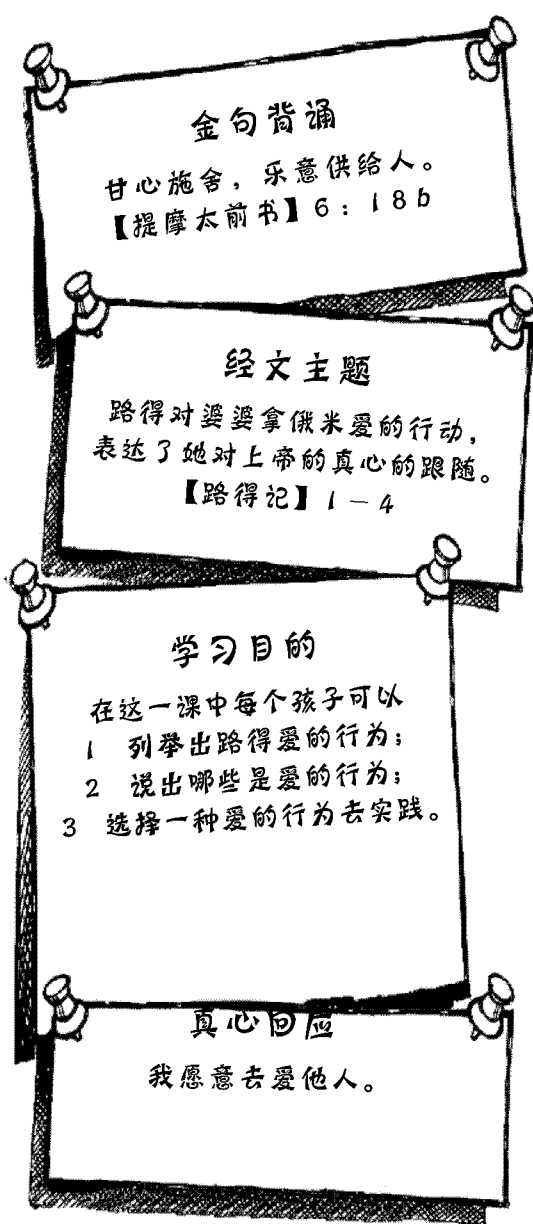 金句背诵
甘心施舍，乐意供给人。
【提摩太前书】6：18b
经文主题
路得对婆婆拿俄米爱的行动，
表达了她对上帝的真心的跟随。
【路得记】1－4
学习目的
在这一课中每个孩子可以
1 列举出路得爱的行为；
2 说出哪些是爱的行为；
3 选择一种爱的行为去实践。
真心回应
我愿意去爱他人。